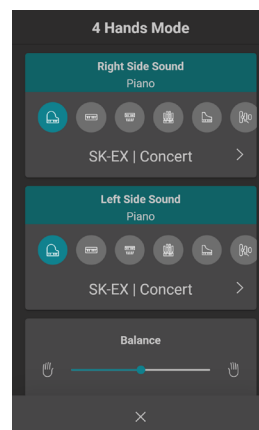 4 Hands Mode
Right Side Sound
Piano
SK-EX | Concert
Left Side Sound
Piano
SK-EX | Concert
Balance